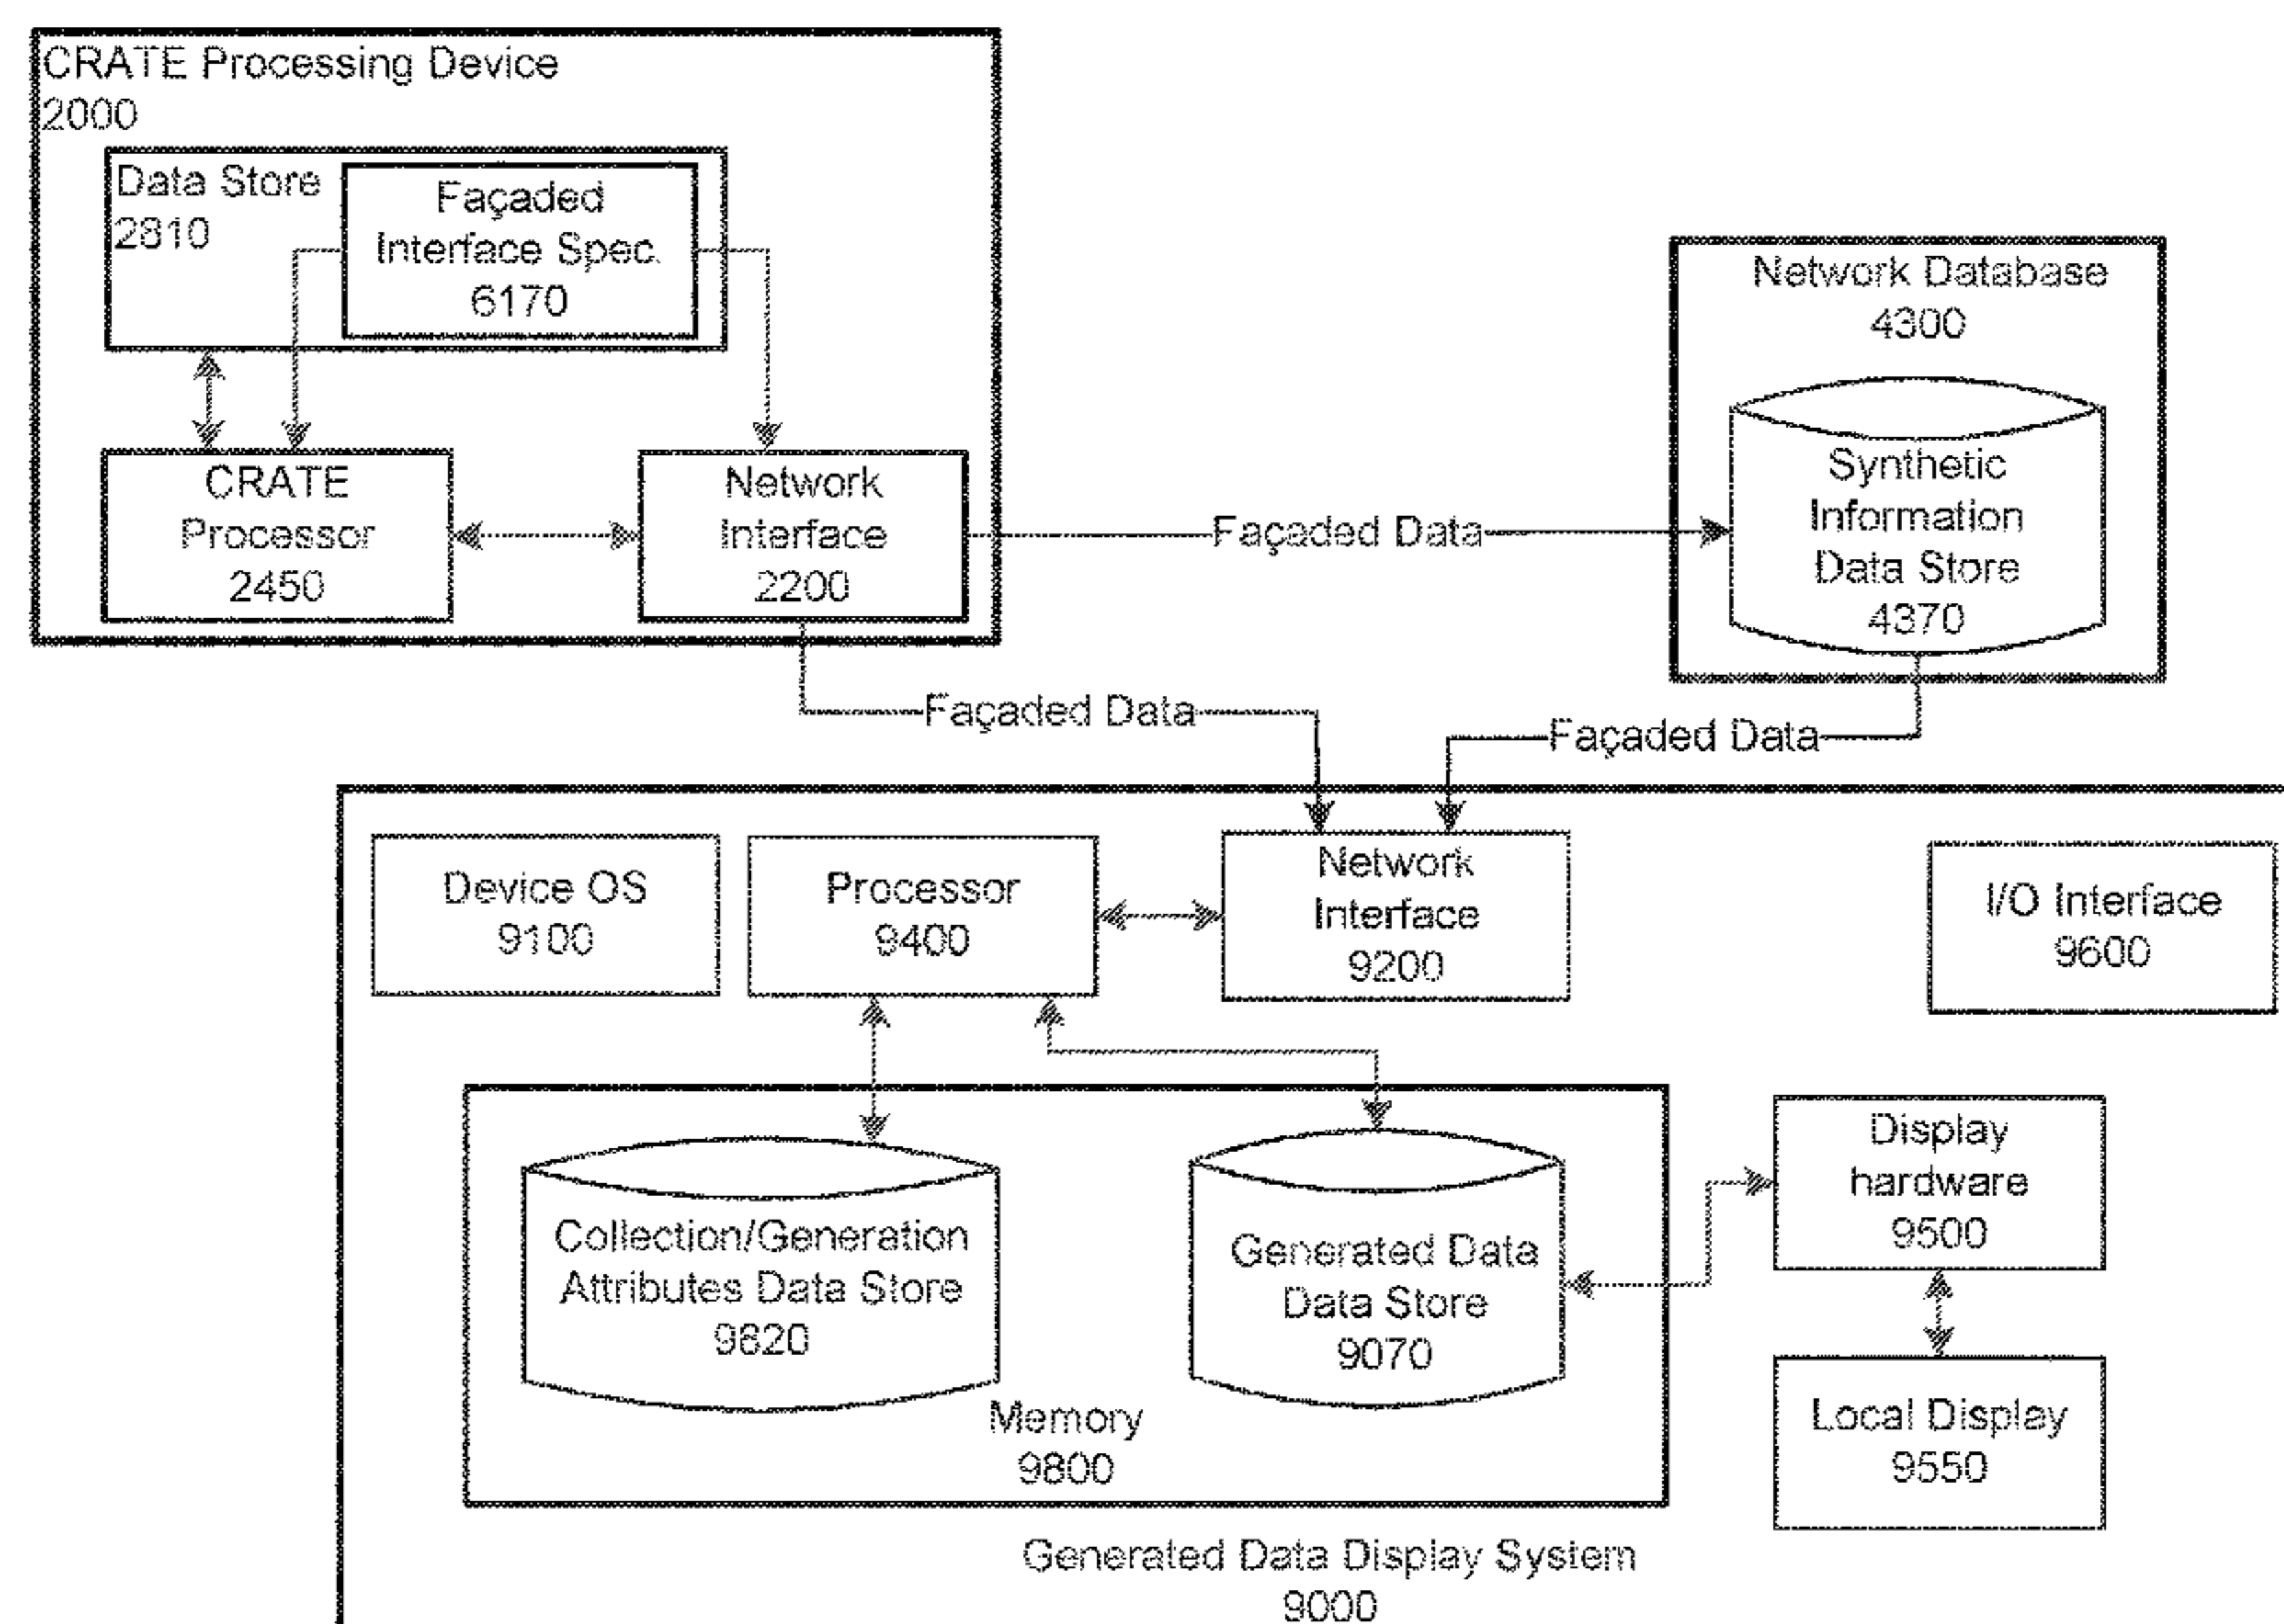 CRATE Processing Device
2000
Data Store
2810
Façaded
Interface Spec.
6170
CRATE
Processor
2450
Network
Interface
2200
Façaded Data
Network Database
4300
Synthetic
Information
Data Store
4370
Façaded Data
Façaded Data
Device OS
9100
Processor
9400
Network
Interface
9200
I/O Interface
9600
Collection/Generation
Attributes Data Store
9820
Generated Data
Data Store
9070
Memory
9800
Display
hardware
9500
Local Display
9550
Generated Data Display System
9000